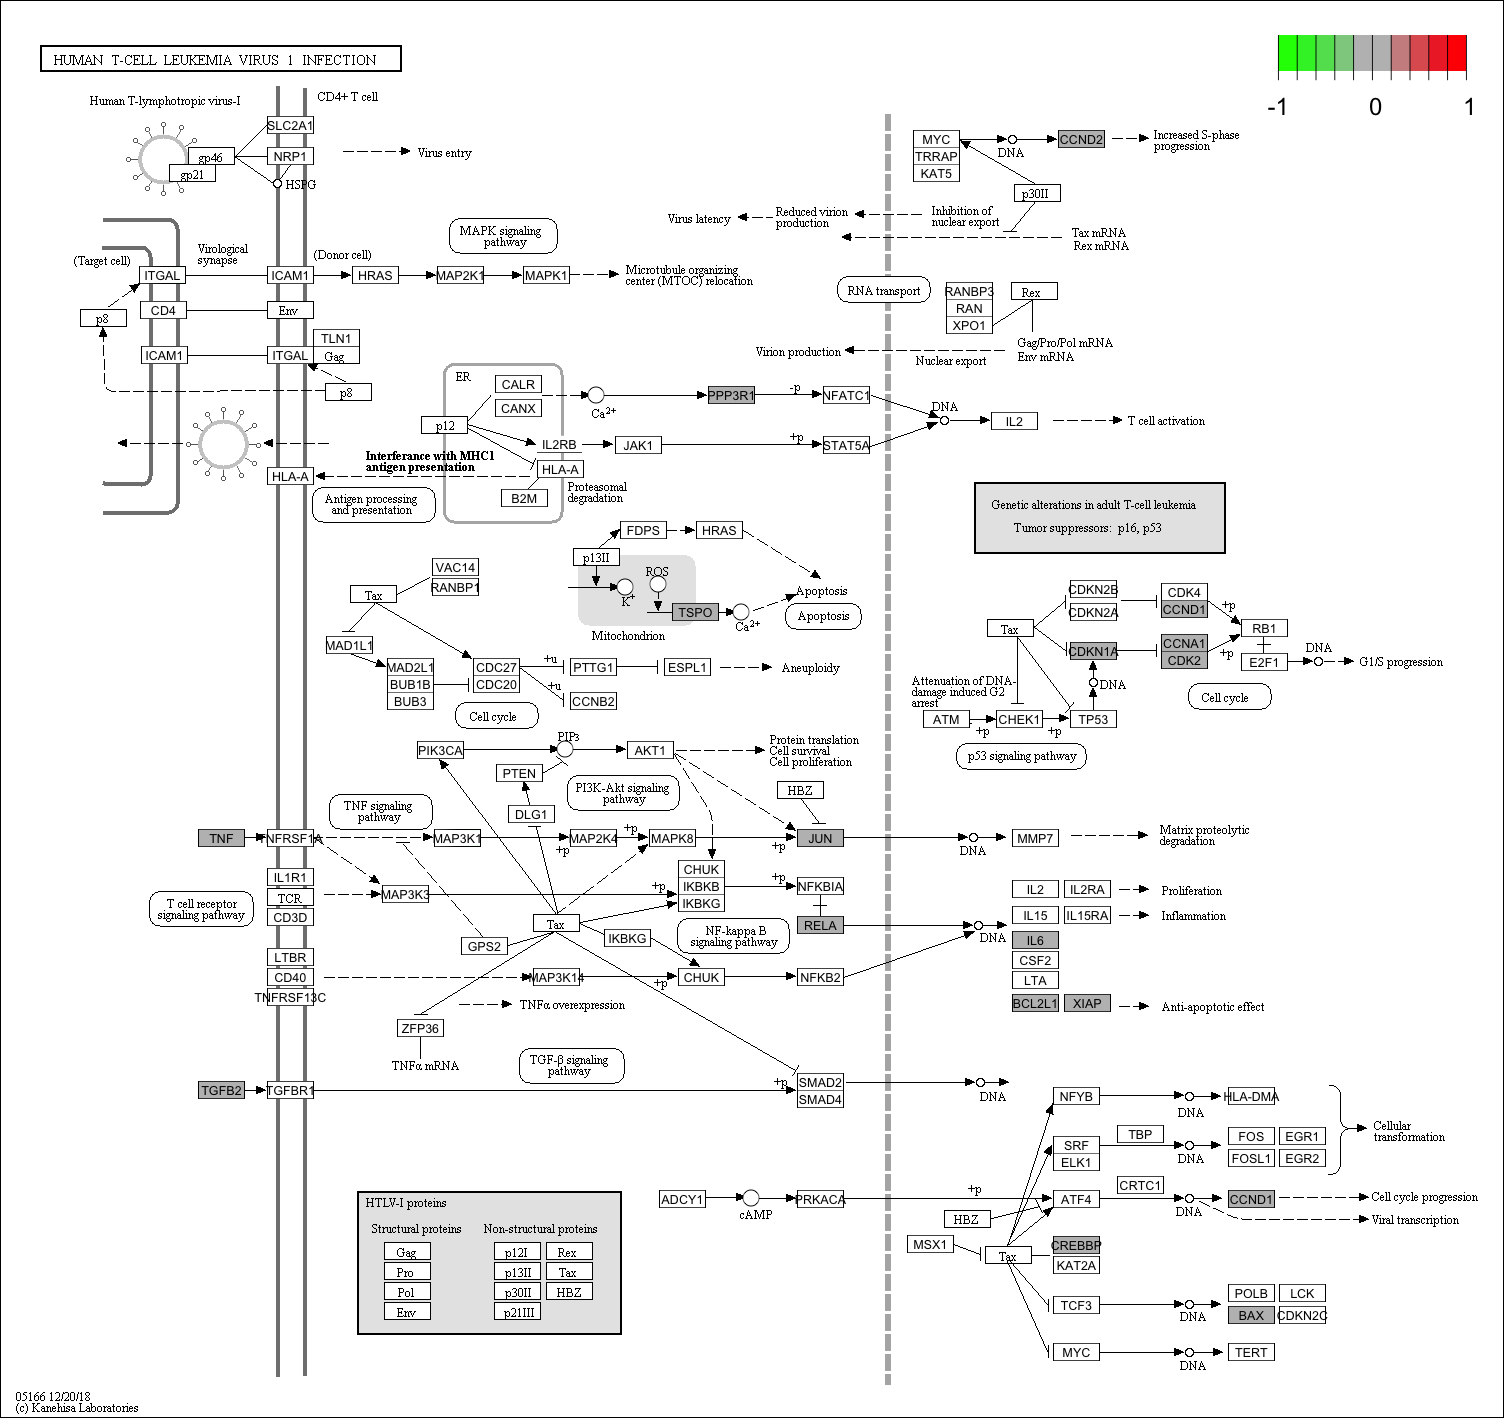 HUMAN T-CELL LEUKEMIA VIRUS 1 INFECTION
-1
0
1
Human T-lymphotropic virus-I
CD4+ T cell
SLC2A1
gp46
NRP1
gp21
HSPG
Virus entry
MYC
TRRAP
KAT5
DNA
CCND2
Increased S-phase
progression
p30II
Virus latency
Reduced virion
production
Inhibition of
nuclear export
Tax mRNA
Rex mRNA
MAPK signaling
pathway
(Target cell)
Virological
synapse
(Donor cell)
ITGAL
ICAM1
HRAS
MAP2K1
MAPK1
Microtubule organizing
center (MTOC) relocation
RNA transport
RANBP3
RAN
XPO1
Rex
p8
CD4
Env
TLN1
ICAM1
ITGAL
Gag
p8
Virion production
Nuclear export
Gag/Pro/Pol mRNA
Env mRNA
ER
CALR
CANX
Ca2+
PPP3R1
-p
NFATC1
DNA
IL2
T cell activation
p12
IL2RB
JAK1
+p
STAT5A
Interferance with MHC1
antigen presentation
HLA-A
HLA-A
B2M
Proteasomal
degradation
Antigen processing
and presentation
Genetic alterations in adult T-cell leukemia
Tumor suppressors: p16, p53
FDPS
HRAS
p13II
ROS
K+
TSPO
Ca2+
Mitochondrion
Apoptosis
Apoptosis
VAC14
RANBP1
Tax
MAD1L1
MAD2L1
BUB1B
BUB3
CDC27
CDC20
+u
+u
PTTG1
ESPL1
Aneuploidy
CCNB2
Cell cycle
CDKN2B
CDKN2A
CDK4
CCND1
+p
Tax
CDKN1A
CCNA1
CDK2
+p
RB1
E2F1
DNA
G1/S progression
Attenuation of DNA-
damage induced G2
arrest
DNA
Cell cycle
ATM
+p
CHEK1
+p
TP53
p53 signaling pathway
PIK3CA
PIP3
AKT1
Protein translation
Cell survival
Cell proliferation
PTEN
PI3K-Akt signaling
pathway
DLG1
HBZ
TNF signaling
pathway
TNF
TNFRSF1A
MAP3K1
+p
MAP2K4
+p
MAPK8
+p
JUN
DNA
MMP7
Matrix proteolytic
degradation
IL1R1
TCR
CD3D
T cell receptor
signaling pathway
MAP3K3
+p
CHUK
IKBKB
IKBKG
+p
NFKBIA
RELA
DNA
IL2
IL2RA
Proliferation
IL15
IL15RA
Inflammation
IL6
CSF2
LTA
BCL2L1
XIAP
Anti-apoptotic effect
Tax
GPS2
IKBKG
NF-kappa B
signaling pathway
LTBR
CD40
TNFRSF13C
MAP3K14
+p
CHUK
NFKB2
TNFα overexpression
ZFP36
TNFα mRNA
TGF-β signaling
pathway
TGFB2
TGFBR1
+p
SMAD2
SMAD4
DNA
NFYB
DNA
HLA-DMA
SRF
ELK1
TBP
DNA
FOS
EGR1
FOSL1
EGR2
Cellular
transformation
ADCY1
cAMP
PRKACA
+p
ATF4
CRTC1
DNA
CCND1
Cell cycle progression
Viral transcription
HBZ
MSX1
Tax
CREBBP
KAT2A
TCF3
DNA
POLB
LCK
BAX
CDKN2C
MYC
DNA
TERT
HTLV-I proteins
Structural proteins
Non-structural proteins
Gag
p12I
Rex
Pro
p13II
Tax
Pol
p30II
HBZ
Env
p21III
05166 12/20/18
(c) Kanehisa Laboratories